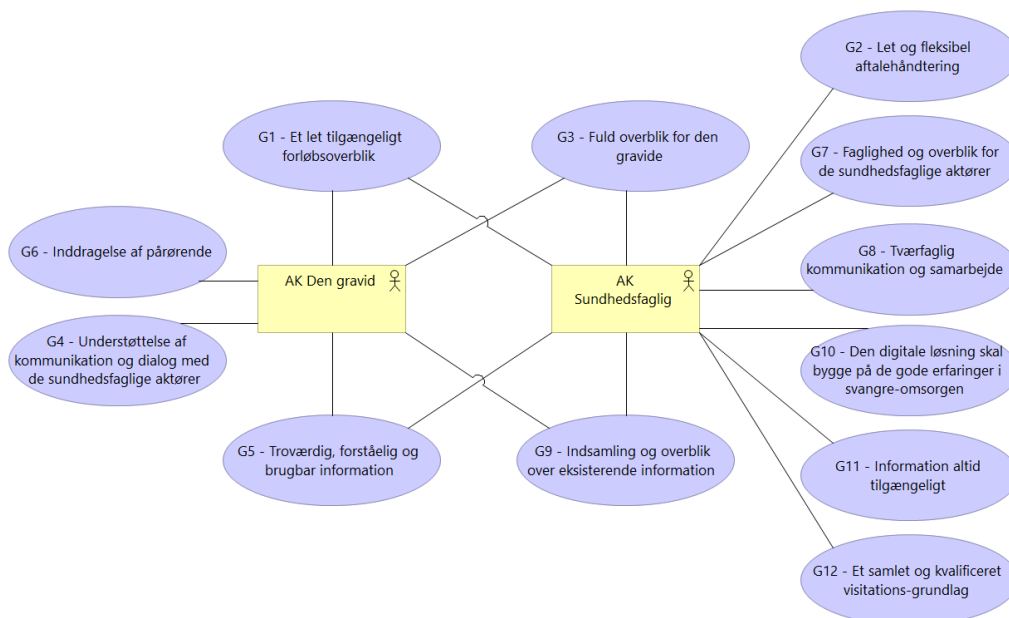 G2 - Let og fleksibel
aftalehåndtering
G1 - Et let tilgængeligt
forløbsoverblik
G3 - Fuld overblik for den
gravide
G7 - Faglighed og overblik for
de sundhedsfaglige aktører
G6 - Inddragelse af pårørende
G8 - Tværfaglig
kommunikation og samarbejde
AK Den gravid
AK
Sundhedsfaglig
G4 - Understøttelse af
kommunikation og dialog med
de sundhedsfaglige aktører
G10 - Den digitale løsning skal
bygge på de gode erfaringer i
svangre-omsorgen
G5 - Troværdig, forståelig og
brugbar information
G9 - Indsamling og overblik
over eksisterende information
G11 - Information altid
tilgængeligt
G12 - Et samlet og kvalificeret
visitations-grundlag